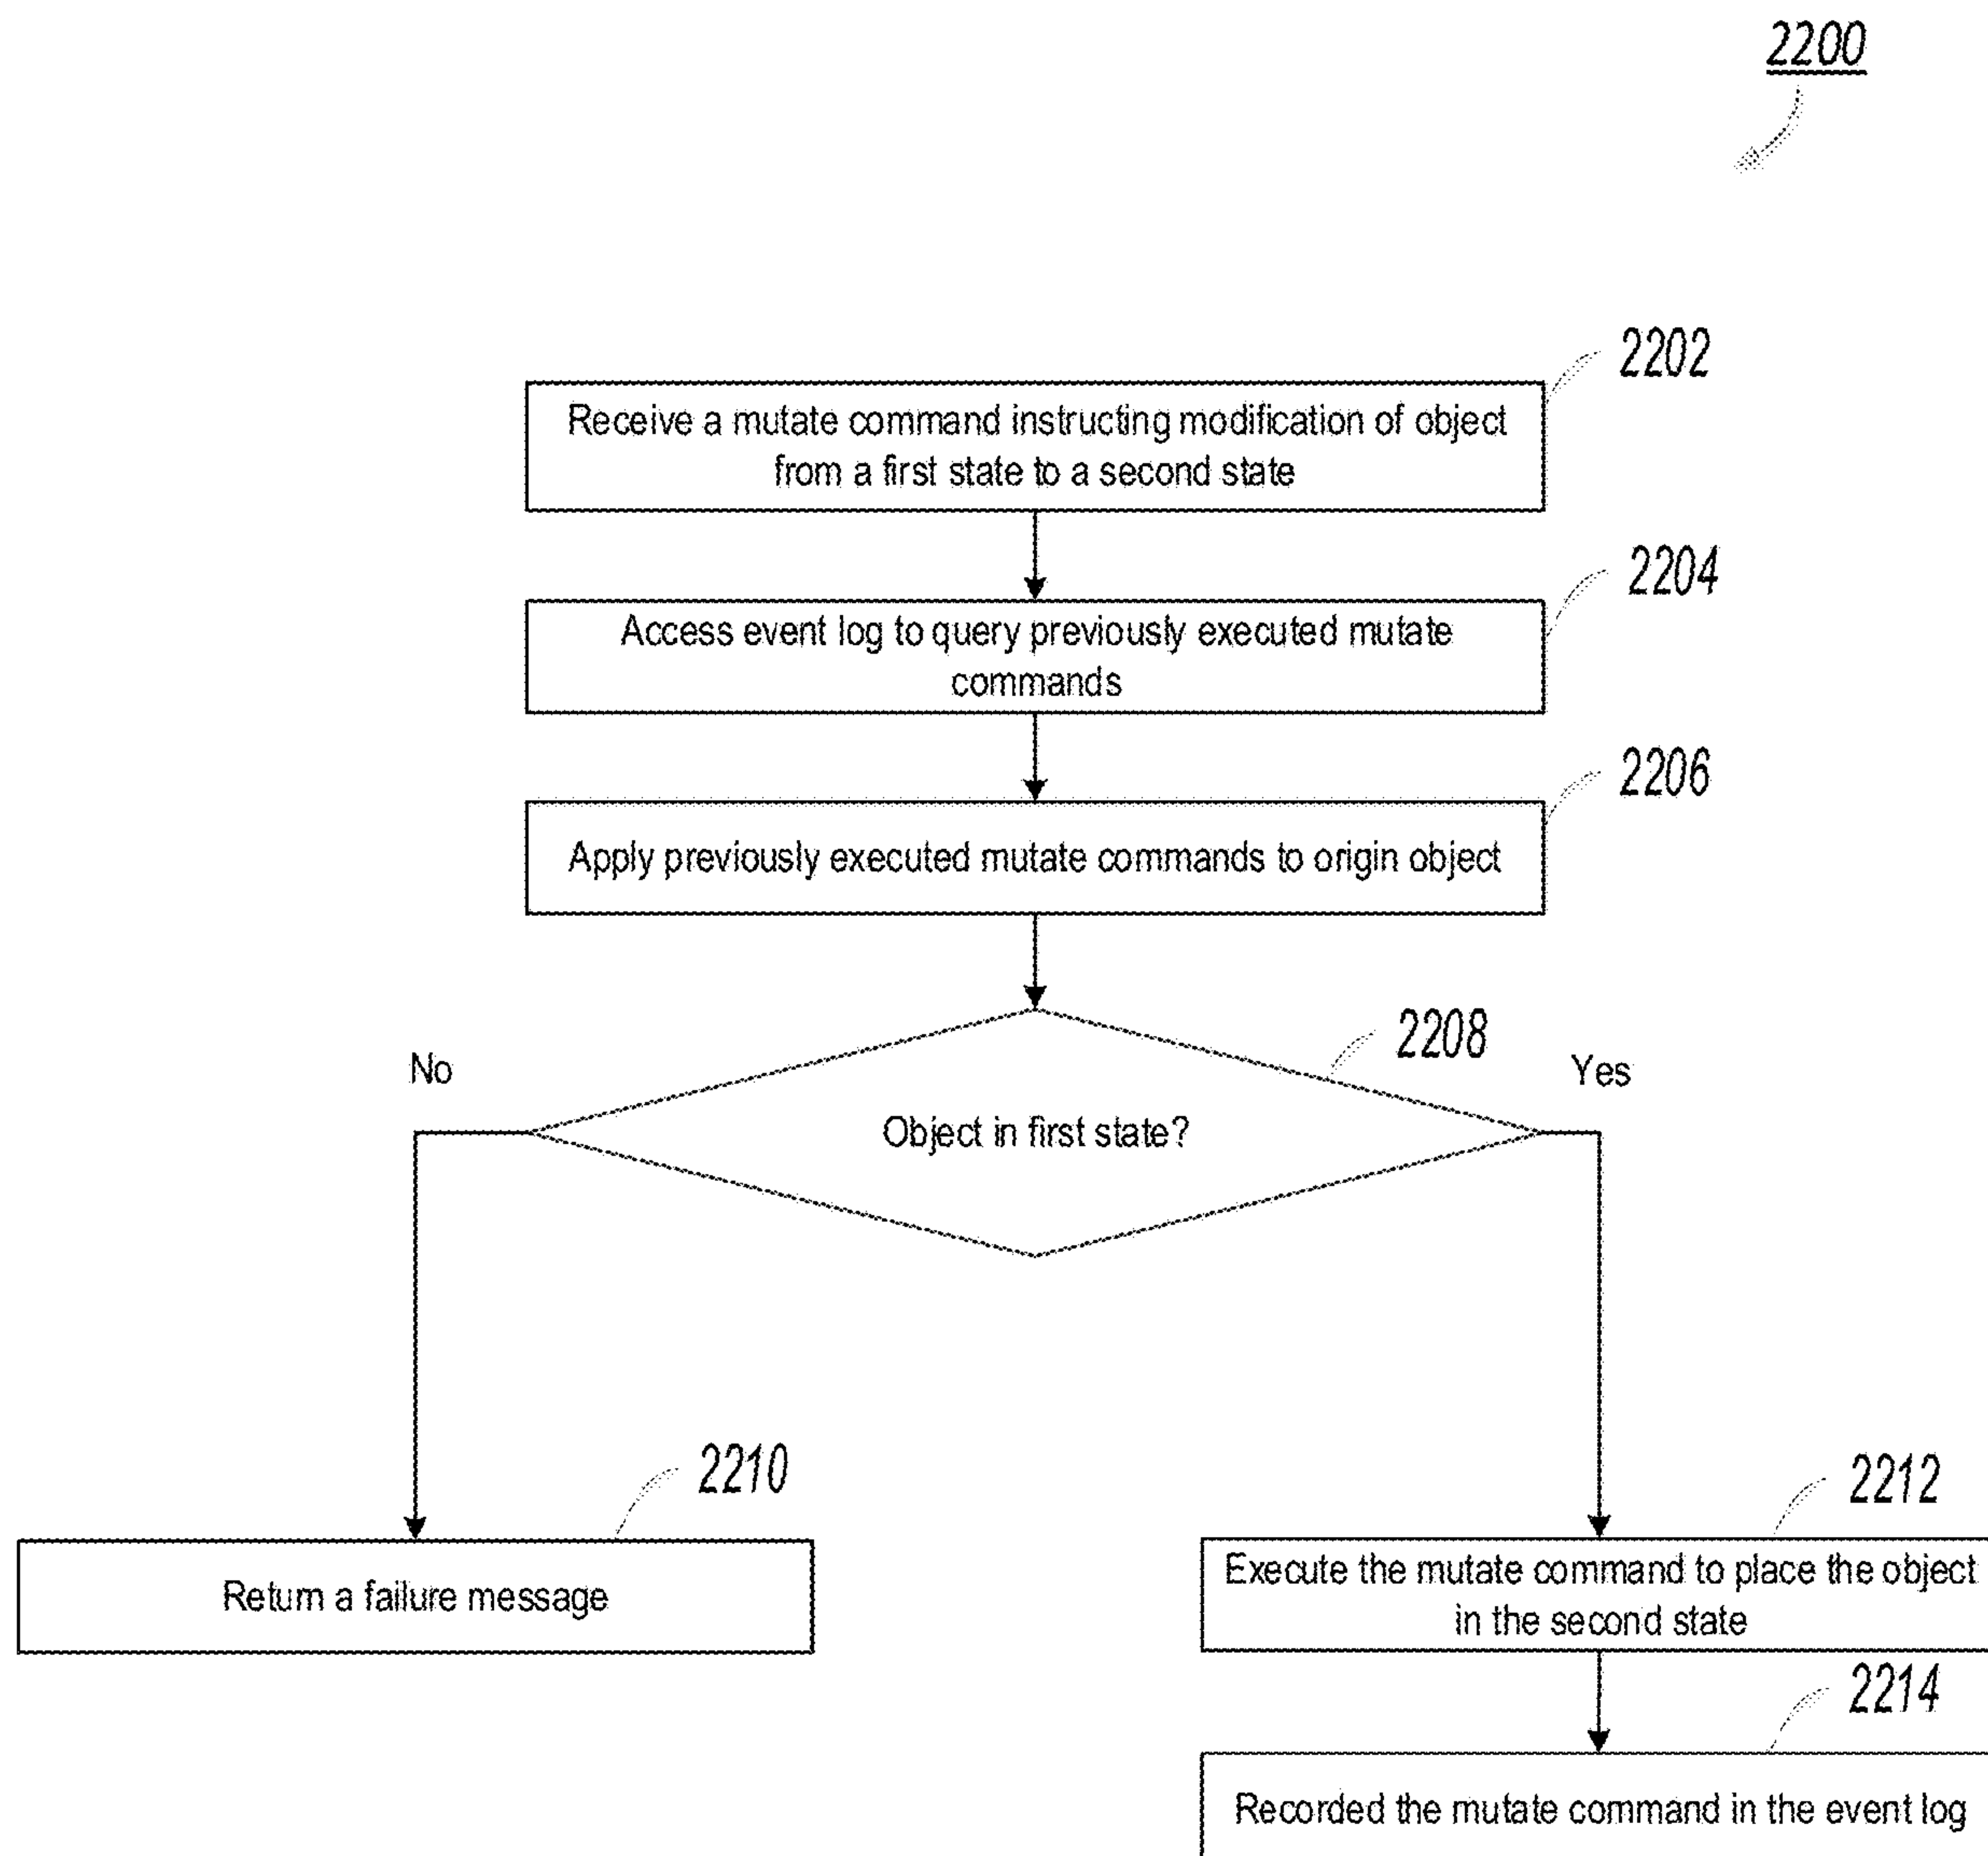 2200
2202
Receive a mutate command instructing modification of object
from a first state to a second state
2204
Access event log to query previously executed mutate
commands
2206
Apply previously executed mutate commands to origin object
2208
No
Yes
Object in first state?
2210
Return a failure message
2212
Execute the mutate command to place the object
in the second state
2214
Recorded the mutate command in the event log